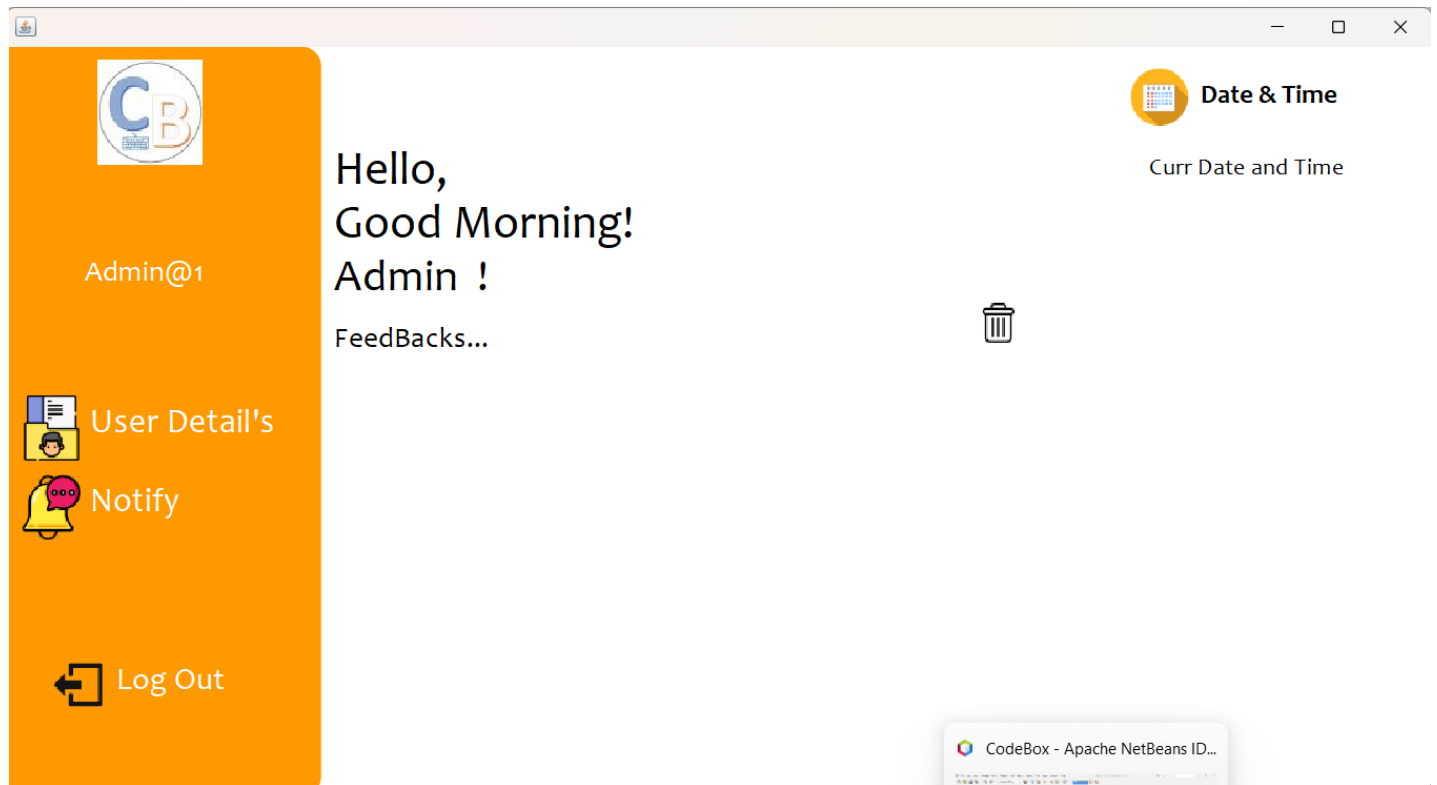 CB
Admin@1
User Detail's
Notify
Log Out
Hello,
Good Morning!
Admin !
FeedBacks...
Date & Time
Curr Date and Time
CodeBox - Apache NetBeans ID...